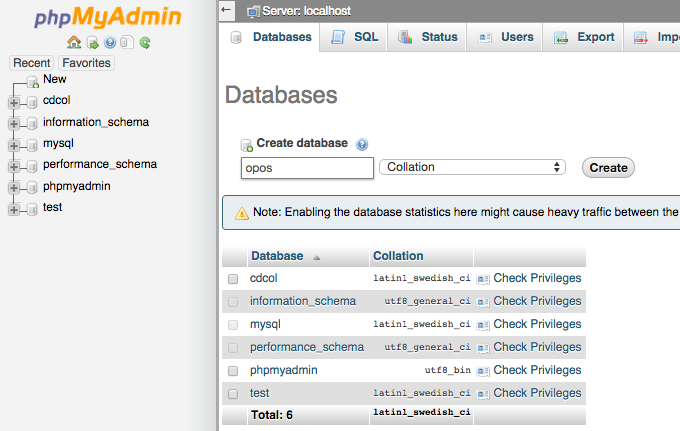 phpMyAdmin
Recent Favorites
New
cdcol
information_schema
mysql
performance_schema
phpmyadmin
test
Server: localhost
Databases SQL Status Users Export Impo
Databases
Create database
opos Collation Create
Note: Enabling the database statistics here might cause heavy traffic between the
Database Collation
cdcol latin1_swedish_ci Check Privileges
information_schema utf8_general_ci Check Privileges
mysql latin1_swedish_ci Check Privileges
performance_schema utf8_general_ci Check Privileges
phpmyadmin utf8_bin Check Privileges
test latin1_swedish_ci Check Privileges
Total: 6 latin1_swedish_ci